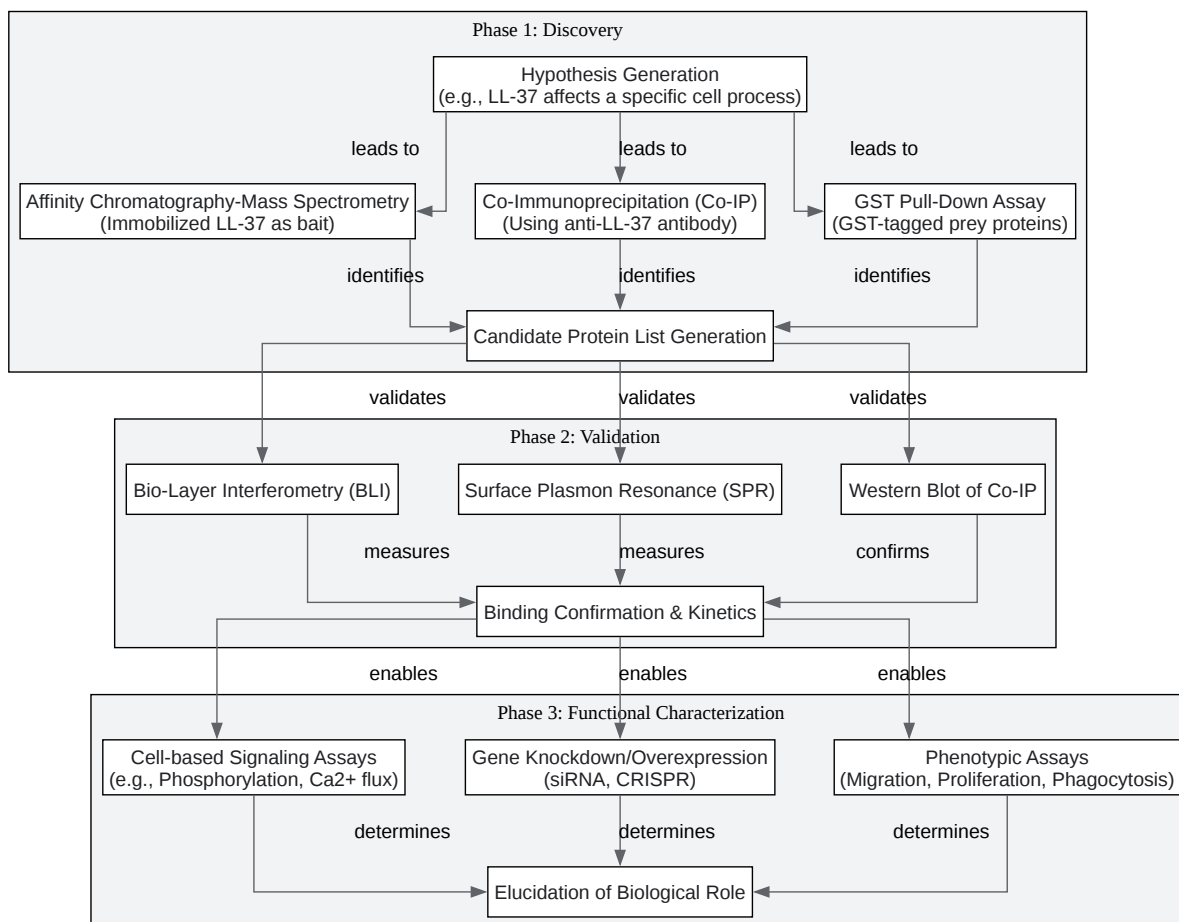 Phase 1: Discovery
Hypothesis Generation
(e.g., LL-37 affects a specific cell process)
leads to
leads to
leads to
Affinity Chromatography-Mass Spectrometry
(Immobilized LL-37 as bait)
Co-Immunoprecipitation (Co-IP)
(Using anti-LL-37 antibody)
GST Pull-Down Assay
(GST-tagged prey proteins)
identifies
identifies
identifies
Candidate Protein List Generation
validates
validates
validates
Phase 2: Validation
Bio-Layer Interferometry (BLI)
Surface Plasmon Resonance (SPR)
Western Blot of Co-IP
measures
measures
confirms
Binding Confirmation & Kinetics
enables
enables
enables
Phase 3: Functional Characterization
Cell-based Signaling Assays
(e.g., Phosphorylation, Ca2+ flux)
Gene Knockdown/Overexpression
(siRNA, CRISPR)
Phenotypic Assays
(Migration, Proliferation, Phagocytosis)
determines
determines
determines
Elucidation of Biological Role